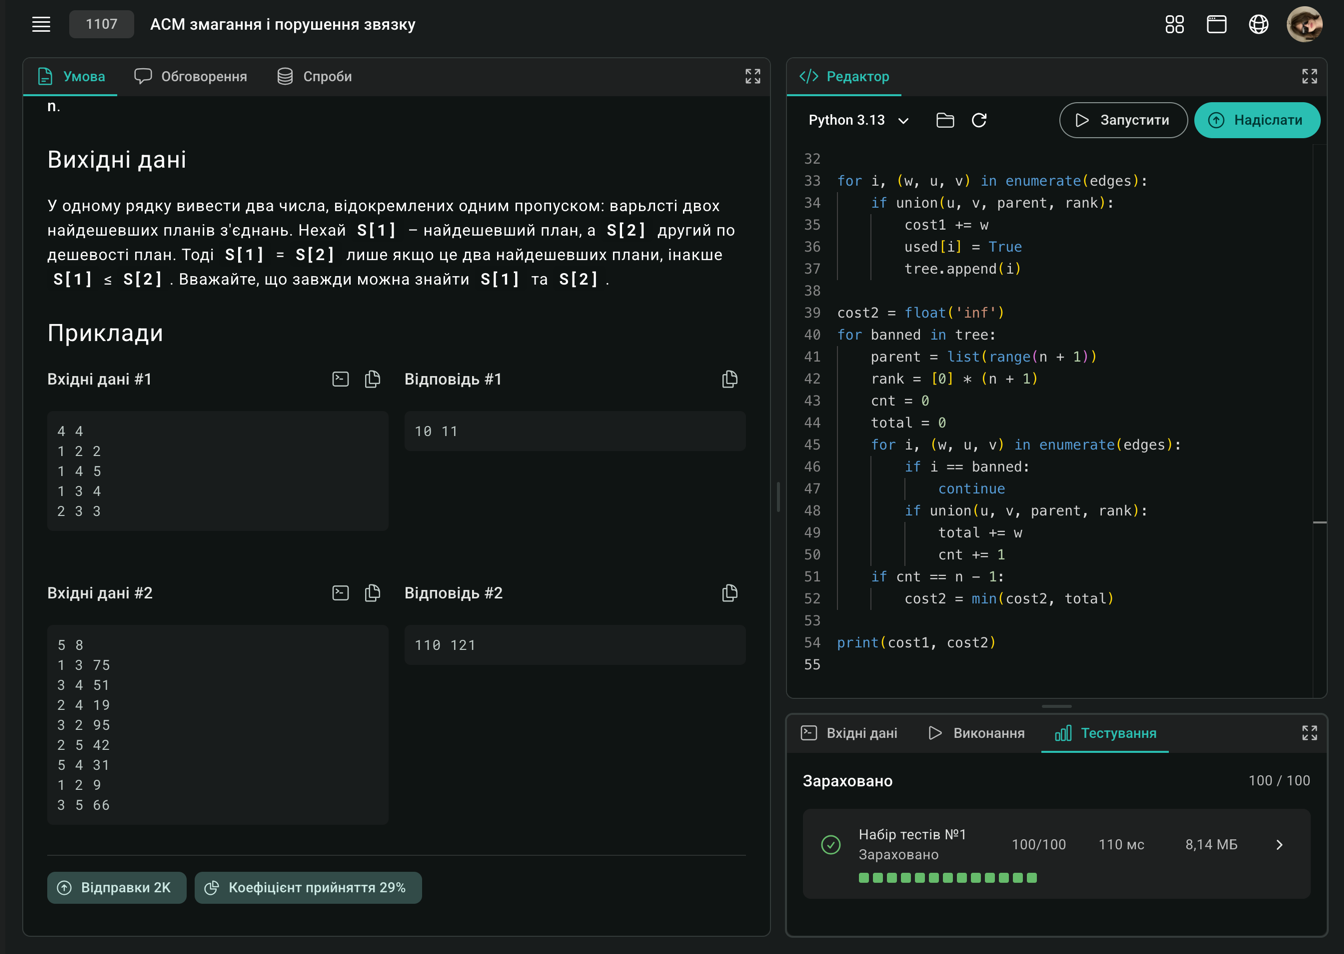 1107
ACM змагання і порушення звязку
Умова
Обговорення
Спроби
n.
Вихідні дані
У одному рядку вивести два числа, відокремлених одним пропуском: варьлсті двох
найдешевших планів з'єднань. Нехай S[1] – найдешевший план, а S[2] другий по
дешевості план. Тоді S[1] = S[2] лише якщо це два найдешевших плани, інакше
S[1] ≤ S[2] . Вважайте, що завжди можна знайти S[1] та S[2] .
Приклади
Вхідні дані #1
4 4
1 2 2
1 4 5
1 3 4
2 3 3
Відповідь #1
10 11
Вхідні дані #2
5 8
1 3 75
3 4 51
2 4 19
3 2 95
2 5 42
5 4 31
1 2 9
3 5 66
Відповідь #2
110 121
Відправки 2K
Коефіцієнт прийняття 29%
Редактор
Python 3.13
Запустити
Надіслати
32
33 for i, (w, u, v) in enumerate(edges):
34     if union(u, v, parent, rank):
35         cost1 += w
36         used[i] = True
37         tree.append(i)
38
39 cost2 = float('inf')
40 for banned in tree:
41     parent = list(range(n + 1))
42     rank = [0] * (n + 1)
43     cnt = 0
44     total = 0
45     for i, (w, u, v) in enumerate(edges):
46         if i == banned:
47             continue
48         if union(u, v, parent, rank):
49             total += w
50             cnt += 1
51     if cnt == n - 1:
52         cost2 = min(cost2, total)
53
54 print(cost1, cost2)
55
Вхідні дані
Виконання
Тестування
Зараховано
100 / 100
Набір тестів №1
Зараховано
100/100
110 мс
8,14 МБ